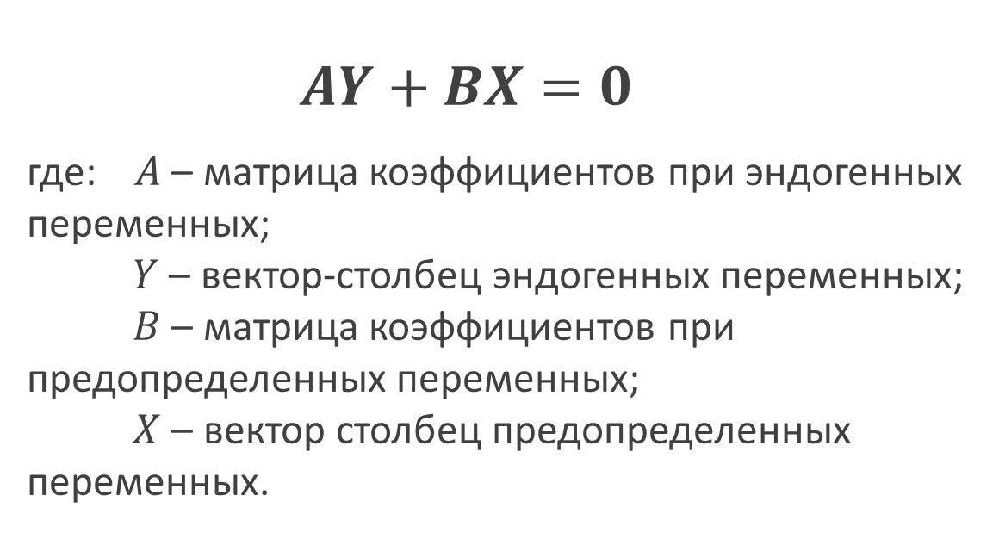 AY + BX = 0
где: A – матрица коэффициентов при эндогенных
переменных;
Y – вектор-столбец эндогенных переменных;
B – матрица коэффициентов при
предопределенных переменных;
X – вектор столбец предопределенных
переменных.